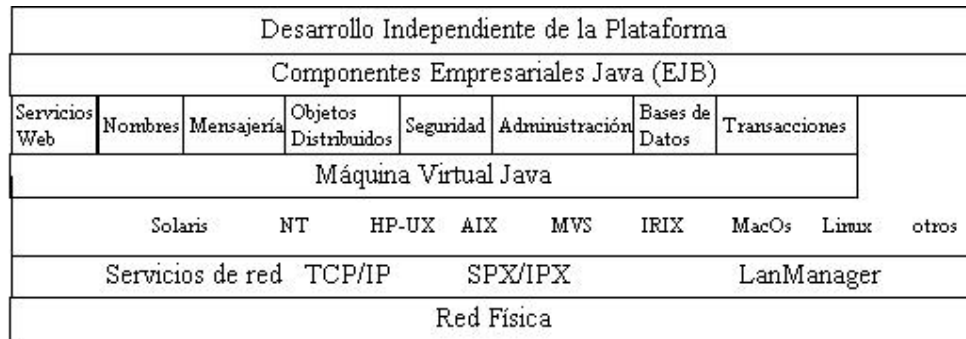 Desarrollo Independiente de la Plataforma
Componentes Empresariales Java (EJB)
Servicios Web
Nombres
Mensajería
Objetos Distribuidos
Seguridad
Administración
Bases de Datos
Transacciones
Máquina Virtual Java
Solaris NT HP-UX AIX MVS IRIX MacOs Linux otros
Servicios de red TCP/IP SPX/IPX LanManager
Red Física